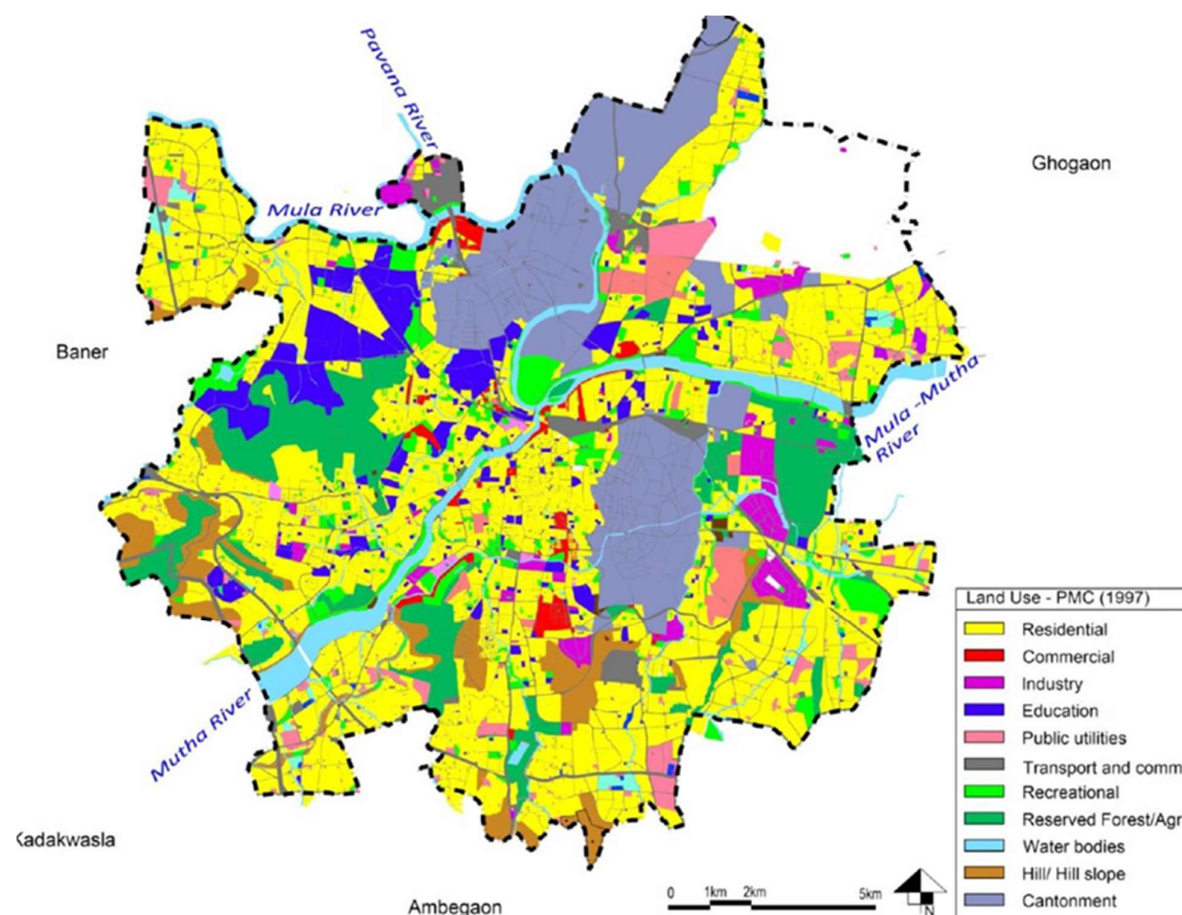 Pavana River
Ghogaon
Mula River
Baner
Mula -Mutha
River
Mutha River
Kadakwasla
Ambegaon
Land Use - PMC (1997)
Residential
Commercial
Industry
Education
Public utilities
Transport and comm
Recreational
Reserved Forest/Agr
Water bodies
Hill/ Hill slope
Cantonment
0 1km 2km 5km
N